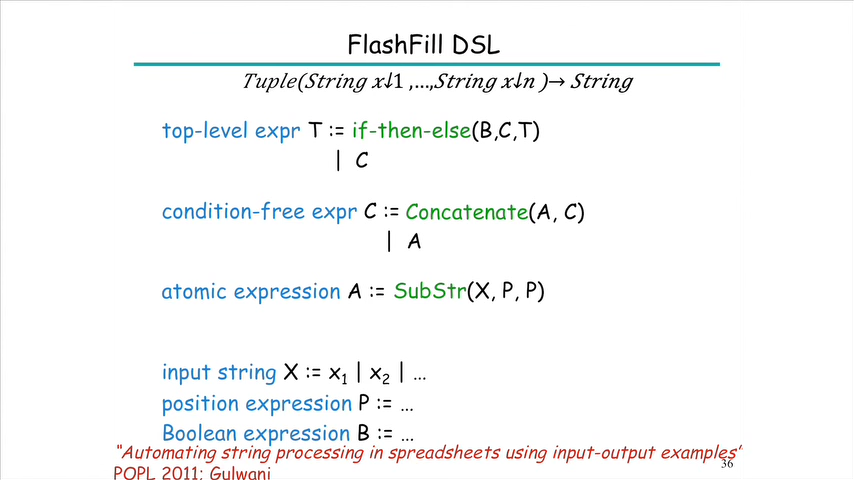 FlashFill DSL
Tuple(String x↓1 ,...,String x↓n )→ String
top-level expr T := if-then-else(B,C,T)
| C
condition-free expr C := Concatenate(A, C)
| A
atomic expression A := SubStr(X, P, P)
input string X := x₁ | x₂ | ...
position expression P := ...
Boolean expression B := ...
“Automating string processing in spreadsheets using input-output examples”
36
POPL 2011; Gulwani